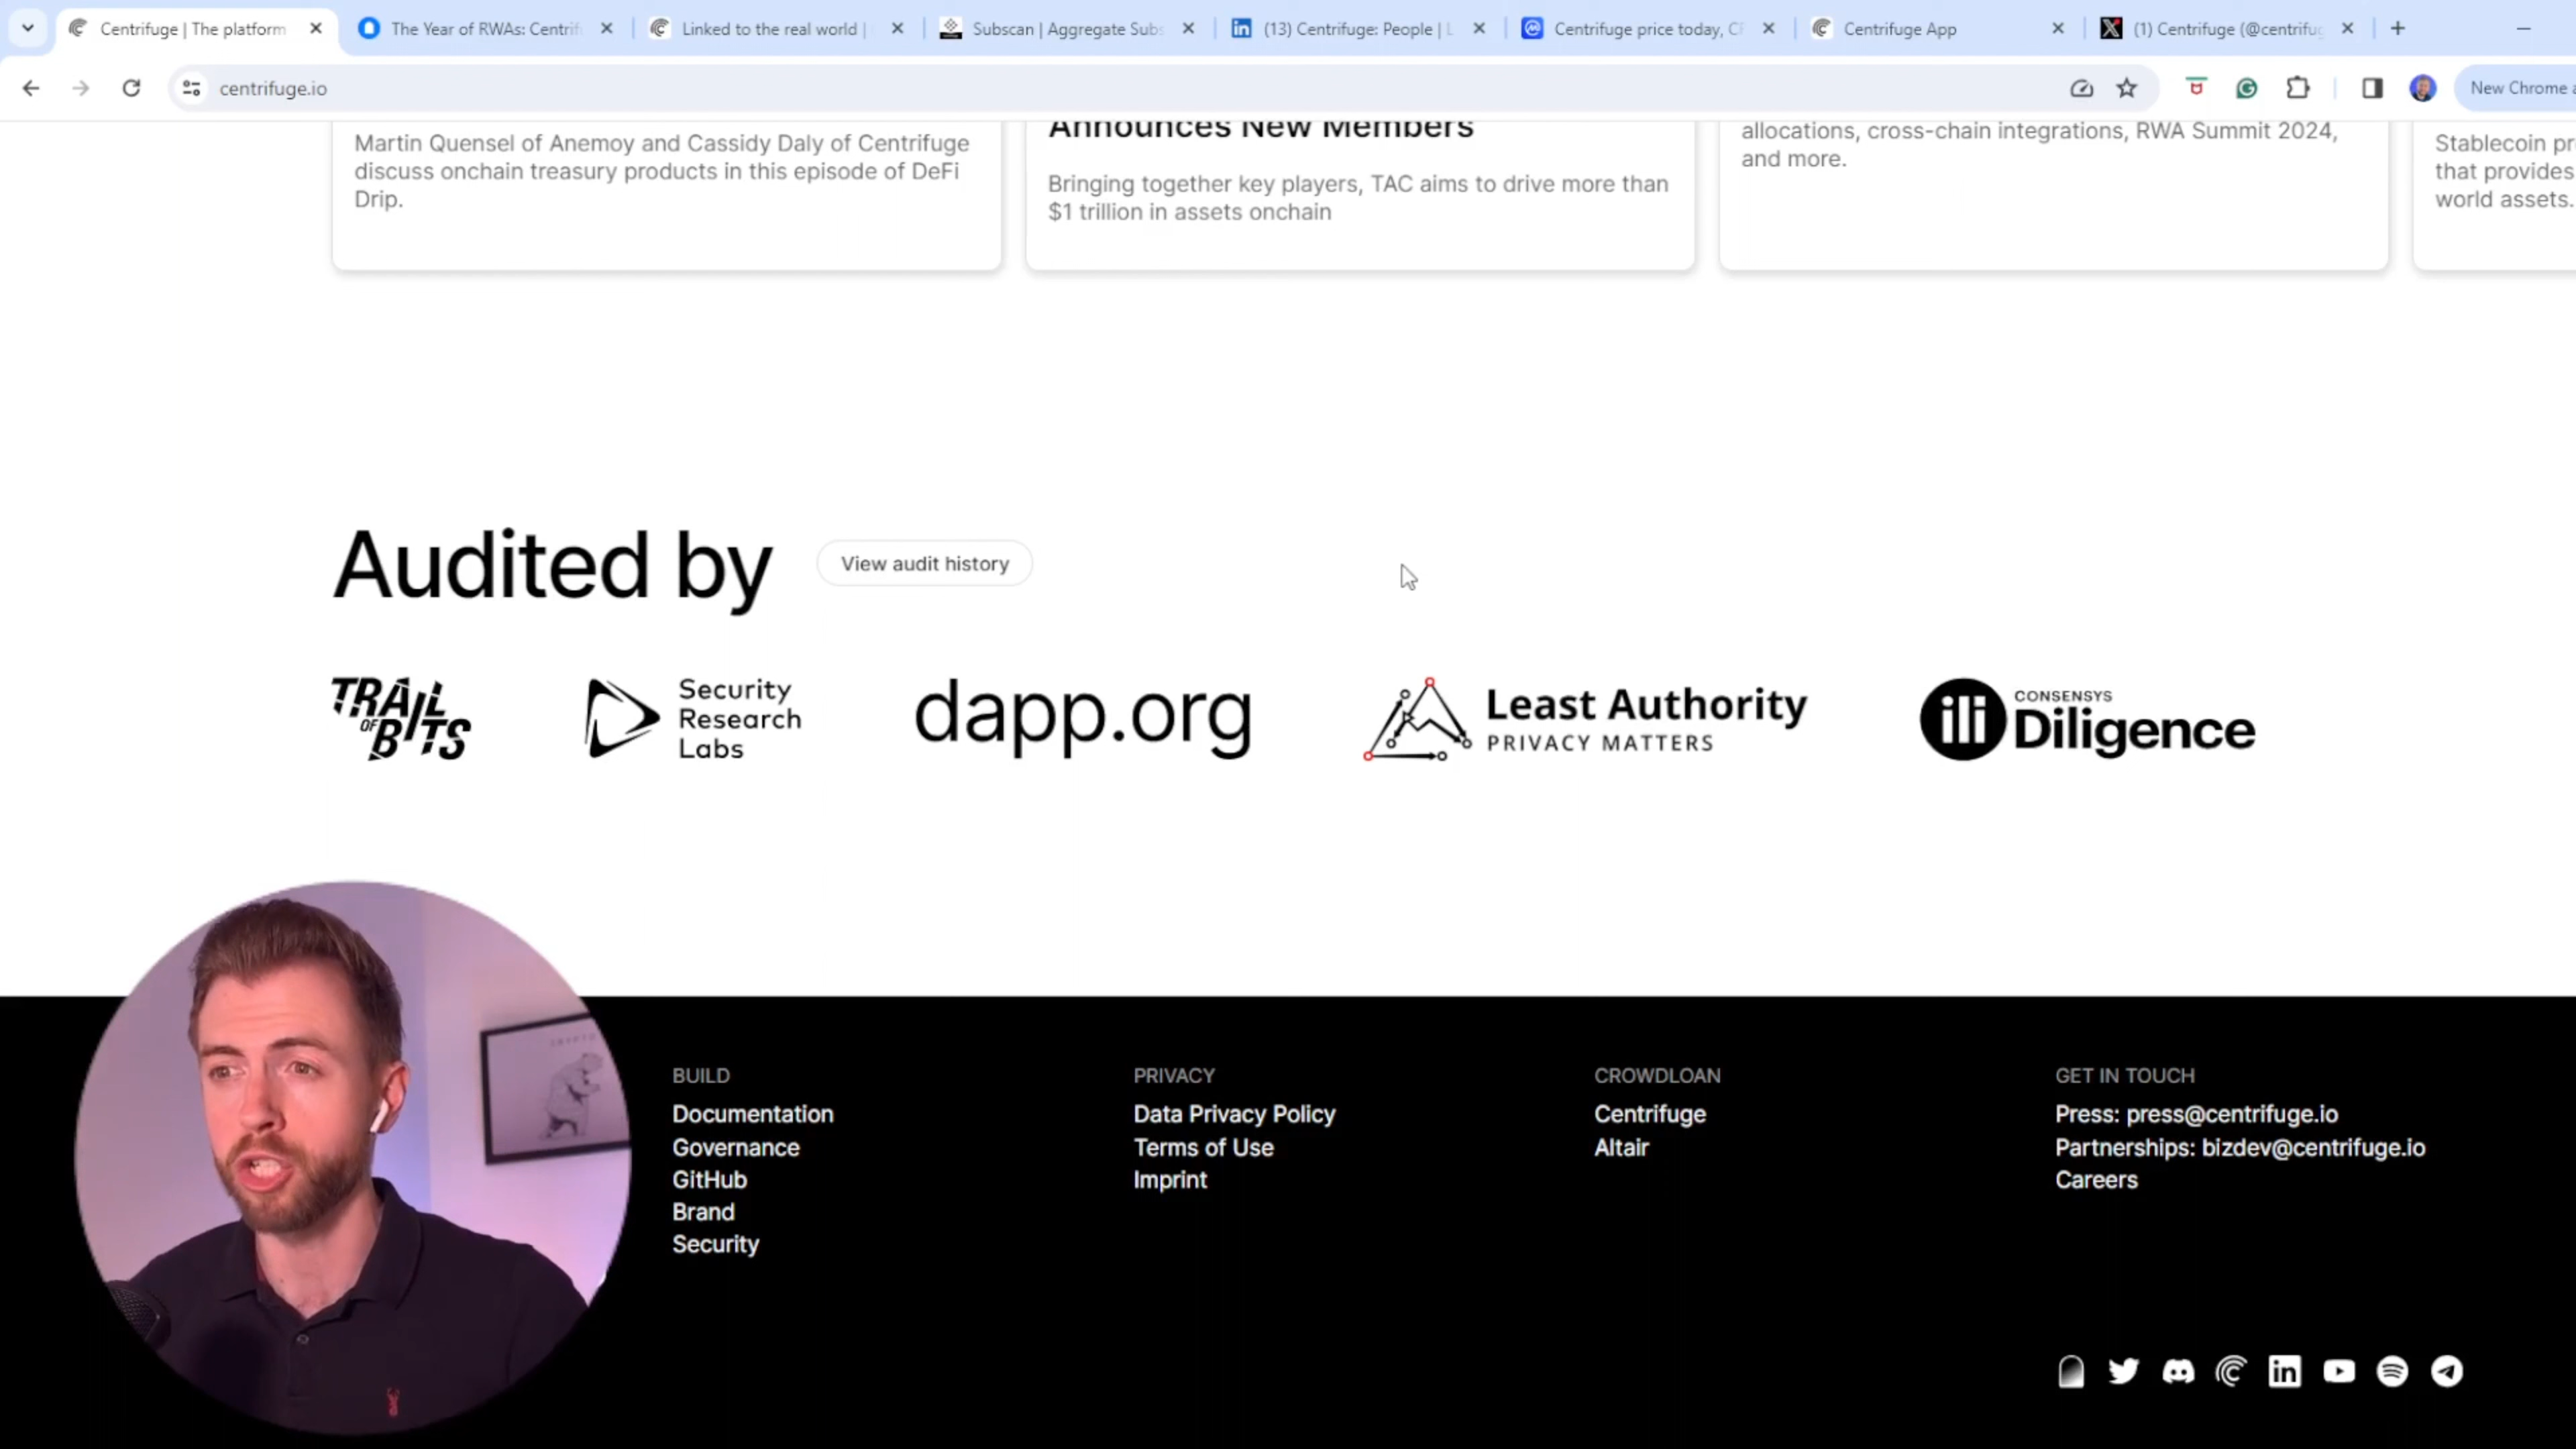 Centrifuge | The platform
The Year of RWAs: Centrif
Linked to the real world |
Subscan | Aggregate Subs
(13) Centrifuge: People | L
Centrifuge price today, CF
Centrifuge App
(1) Centrifuge (@centrifug
centrifuge.io
New Chrome a
Martin Quensel of Anemoy and Cassidy Daly of Centrifuge
discuss onchain treasury products in this episode of DeFi
Drip.
Announces New Members
Bringing together key players, TAC aims to drive more than
$1 trillion in assets onchain
allocations, cross-chain integrations, RWA Summit 2024,
and more.
Stablecoin pr
that provides
world assets.
Audited by
View audit history
TRAIL
OF
BITS
Security
Research
Labs
dapp.org
Least Authority
PRIVACY MATTERS
CONSENSYS
Diligence
BUILD
Documentation
Governance
GitHub
Brand
Security
PRIVACY
Data Privacy Policy
Terms of Use
Imprint
CROWDLOAN
Centrifuge
Altair
GET IN TOUCH
Press: press@centrifuge.io
Partnerships: bizdev@centrifuge.io
Careers
CRYPTO